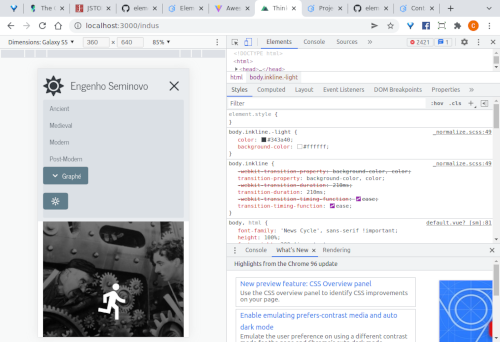 The
JSTO
elem
Elem
Awes
Thin
Proje
elem
Cont
localhost:3000/indus
Dimensions: Galaxy S5 ▼ 360 × 640 85% ▼
Elements Console Sources » 2421 1
Engenho Seminovo
Ancient
Medieval
Modern
Post-Modern
Graphé
<!DOCTYPE html>
<html>
<head>…</head>
html body.inkline.-light
Styles Computed Layout Event Listeners DOM Breakpoints Properties »
Filter :hov .cls +
element.style {
}
body.inkline.-light { _normalize.scss:49
color: #343a40;
background-color: #ffffff;
}
body.inkline { _normalize.scss:49
-webkit-transition-property: background-color, color;
transition-property: background-color, color;
-webkit-transition-duration: 210ms;
transition-duration: 210ms;
-webkit-transition-timing-function: ease;
transition-timing-function: ease;
}
body, html { default.vue? [sm]:81
font-family: 'News Cycle', sans-serif !important;
height: 100%;
Console What's New × Rendering
Highlights from the Chrome 96 update
New preview feature: CSS Overview panel
Use the CSS overview panel to identify CSS improvements
on your page.
Enable emulating prefers-contrast media and auto
dark mode
Emulate the user preference on using a different contrast